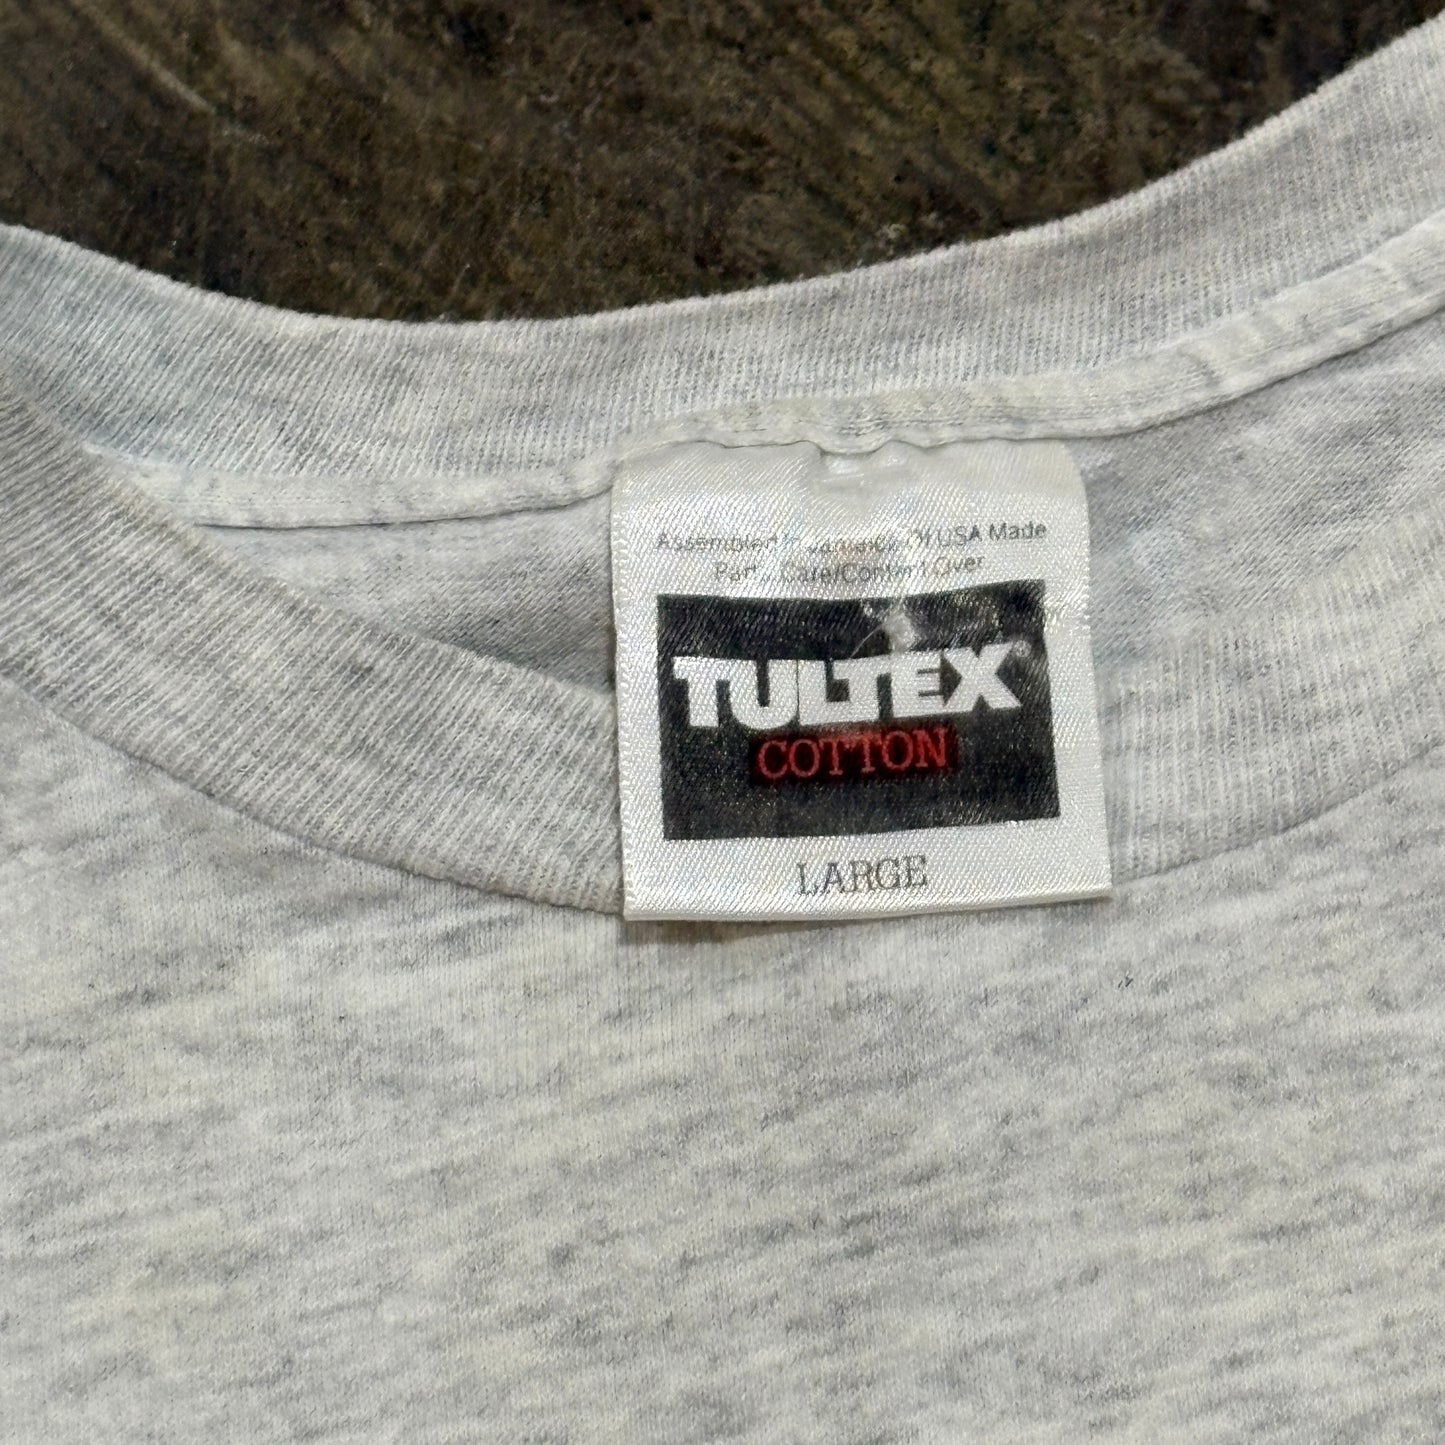 Assembled In Jamaica Of USA Made
Parts Care/Content Over
TULTEX®
COTTON
LARGE